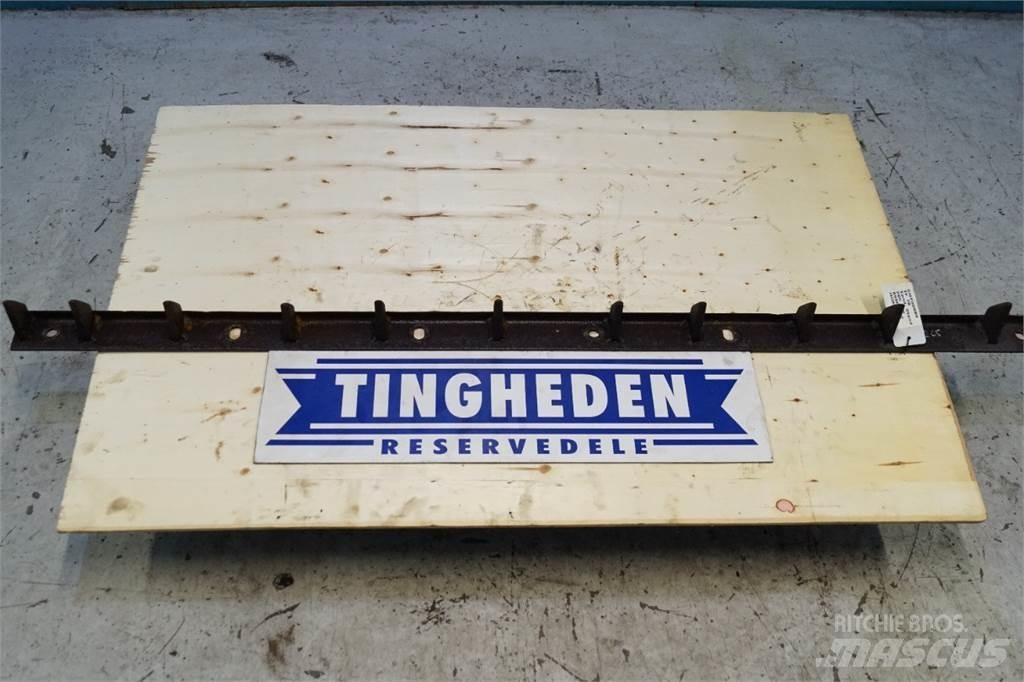 TINGHEDEN
RESERVEDELE
RITCHIE BROS.
MASCUS